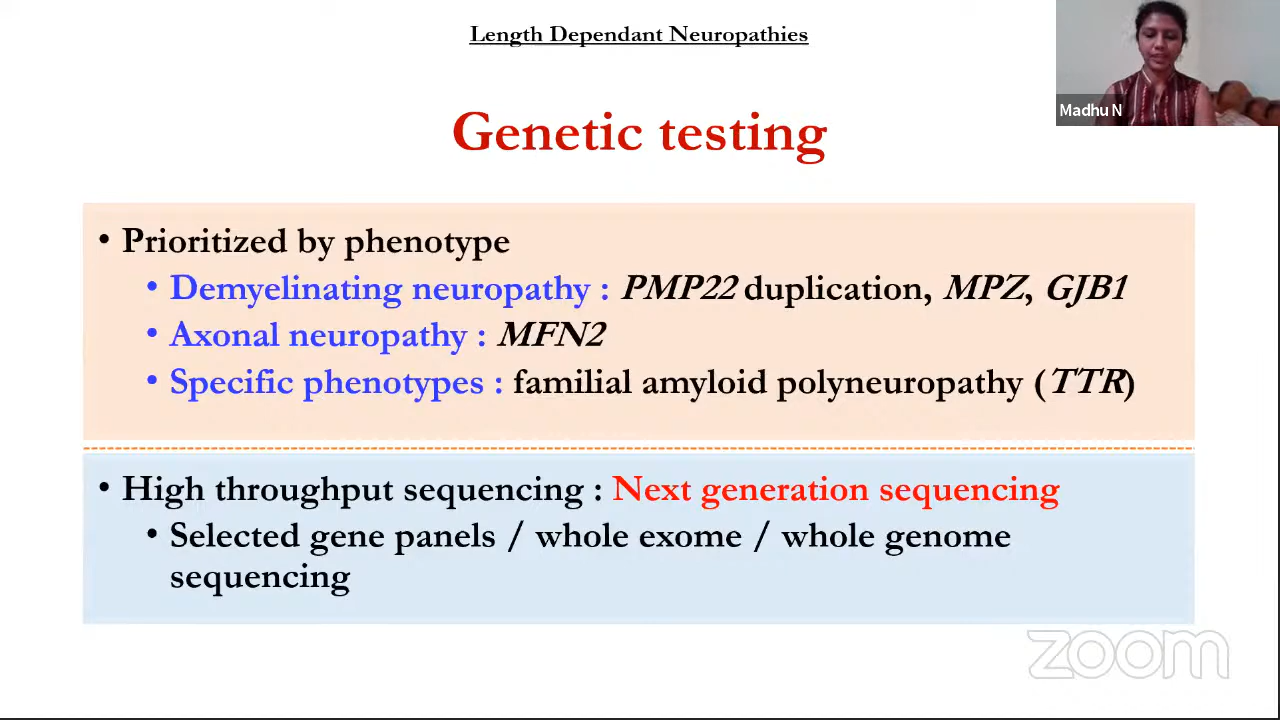 Length Dependant Neuropathies
Madhu N
Genetic testing
• Prioritized by phenotype
• Demyelinating neuropathy : PMP22 duplication, MPZ, GJB1
• Axonal neuropathy : MFN2
• Specific phenotypes : familial amyloid polyneuropathy (TTR)
• High throughput sequencing : Next generation sequencing
• Selected gene panels / whole exome / whole genome
sequencing
zoom